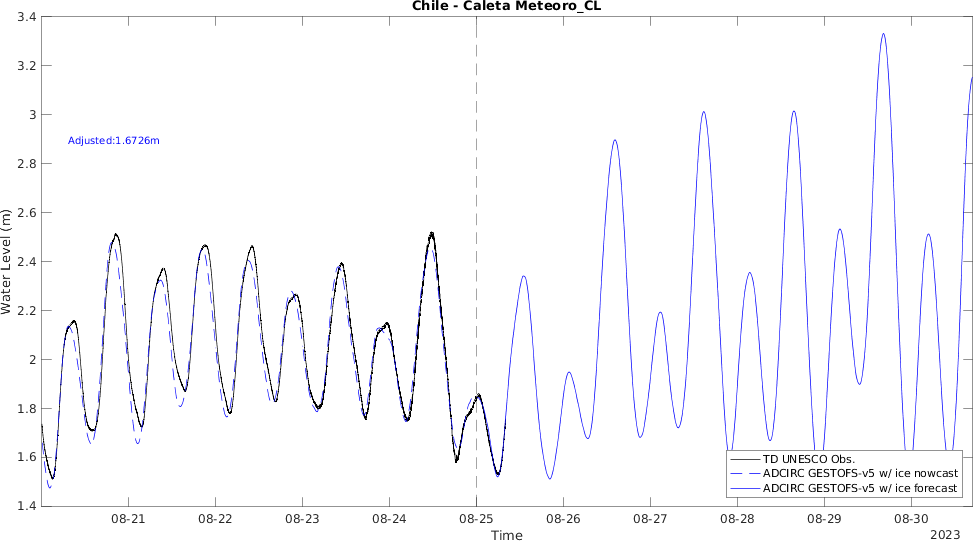 Chile - Caleta Meteoro_CL
3.4
3.2
3
2.8
2.6
2.4
2.2
2
1.8
1.6
1.4
Water Level (m)
Adjusted:1.6726m
TD UNESCO Obs.
ADCIRC GESTOFS-v5 w/ ice nowcast
ADCIRC GESTOFS-v5 w/ ice forecast
08-21 08-22 08-23 08-24 08-25 08-26 08-27 08-28 08-29 08-30
Time
2023